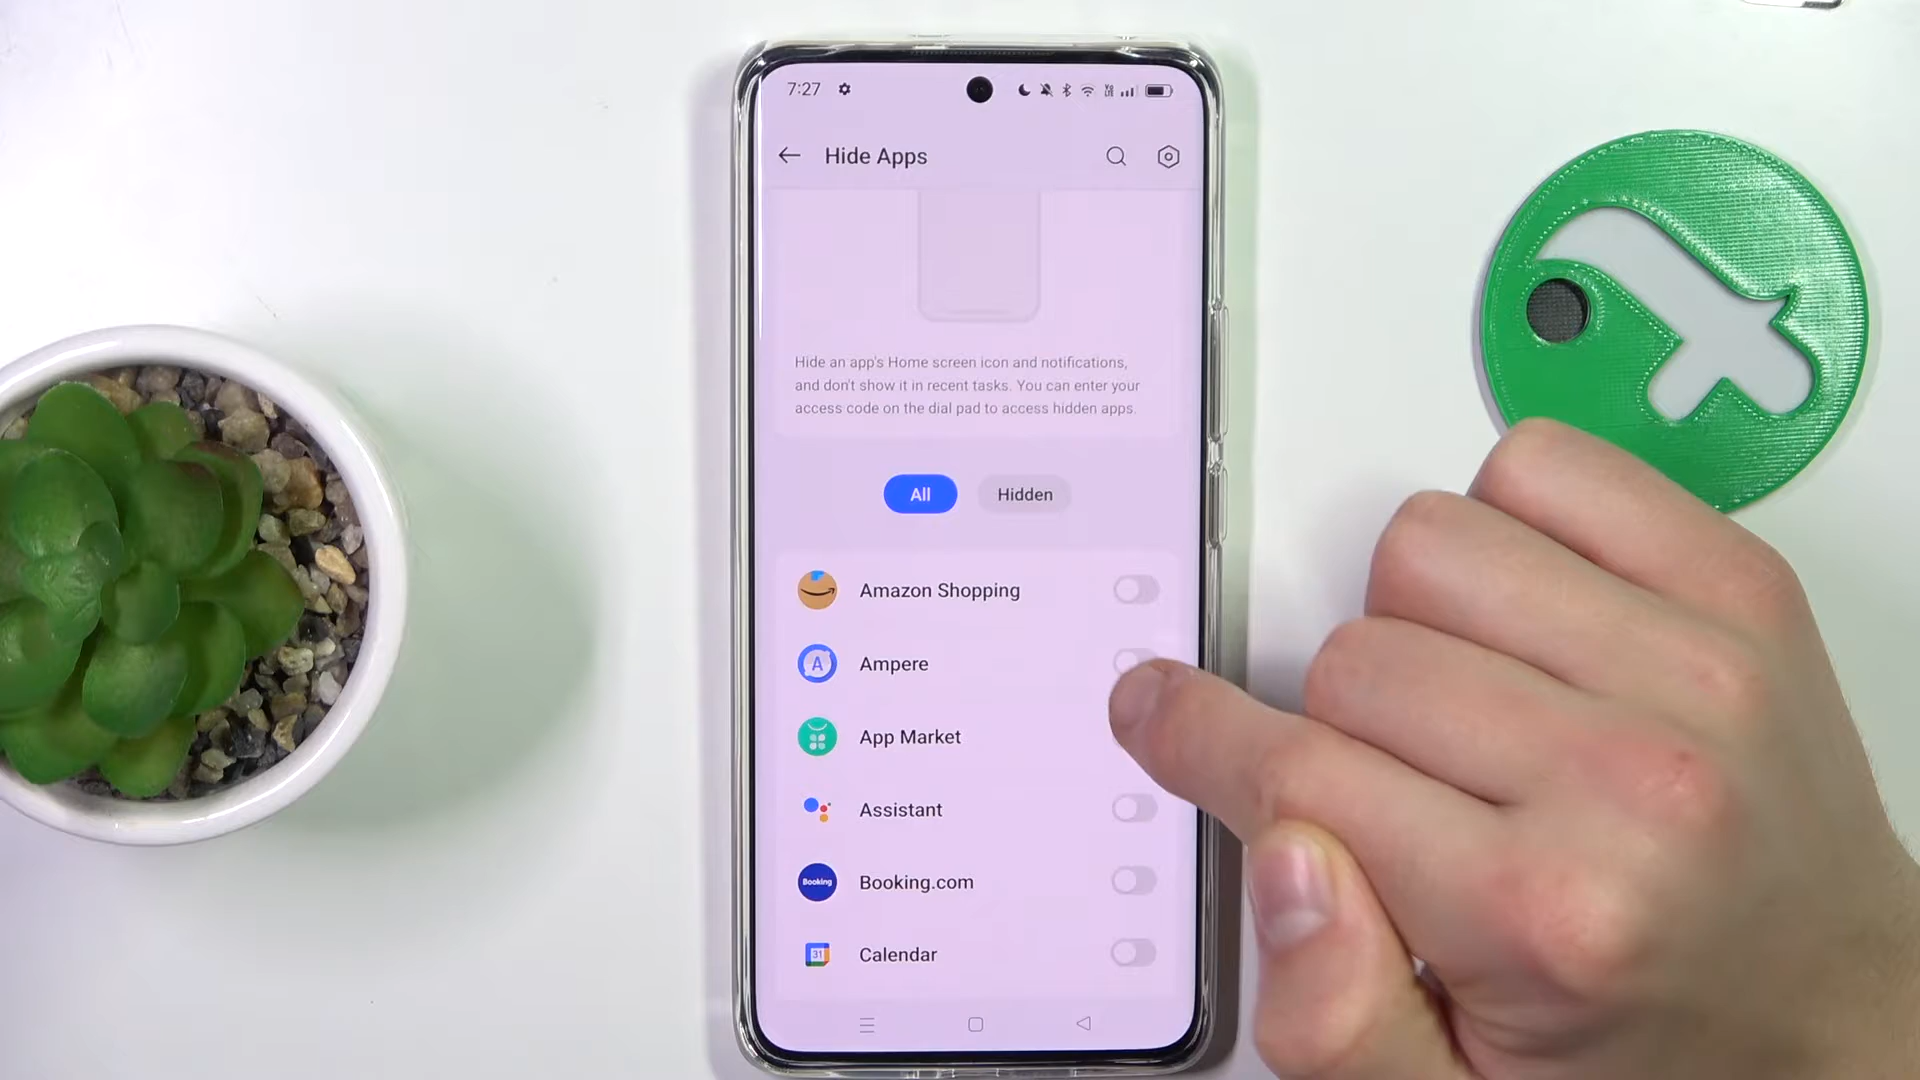 7:27
Hide Apps
Hide an app's Home screen icon and notifications,
and don't show it in recent tasks. You can enter your
access code on the dial pad to access hidden apps.
All
Hidden
Amazon Shopping
A
Ampere
App Market
Assistant
Booking
Booking.com
31
Calendar